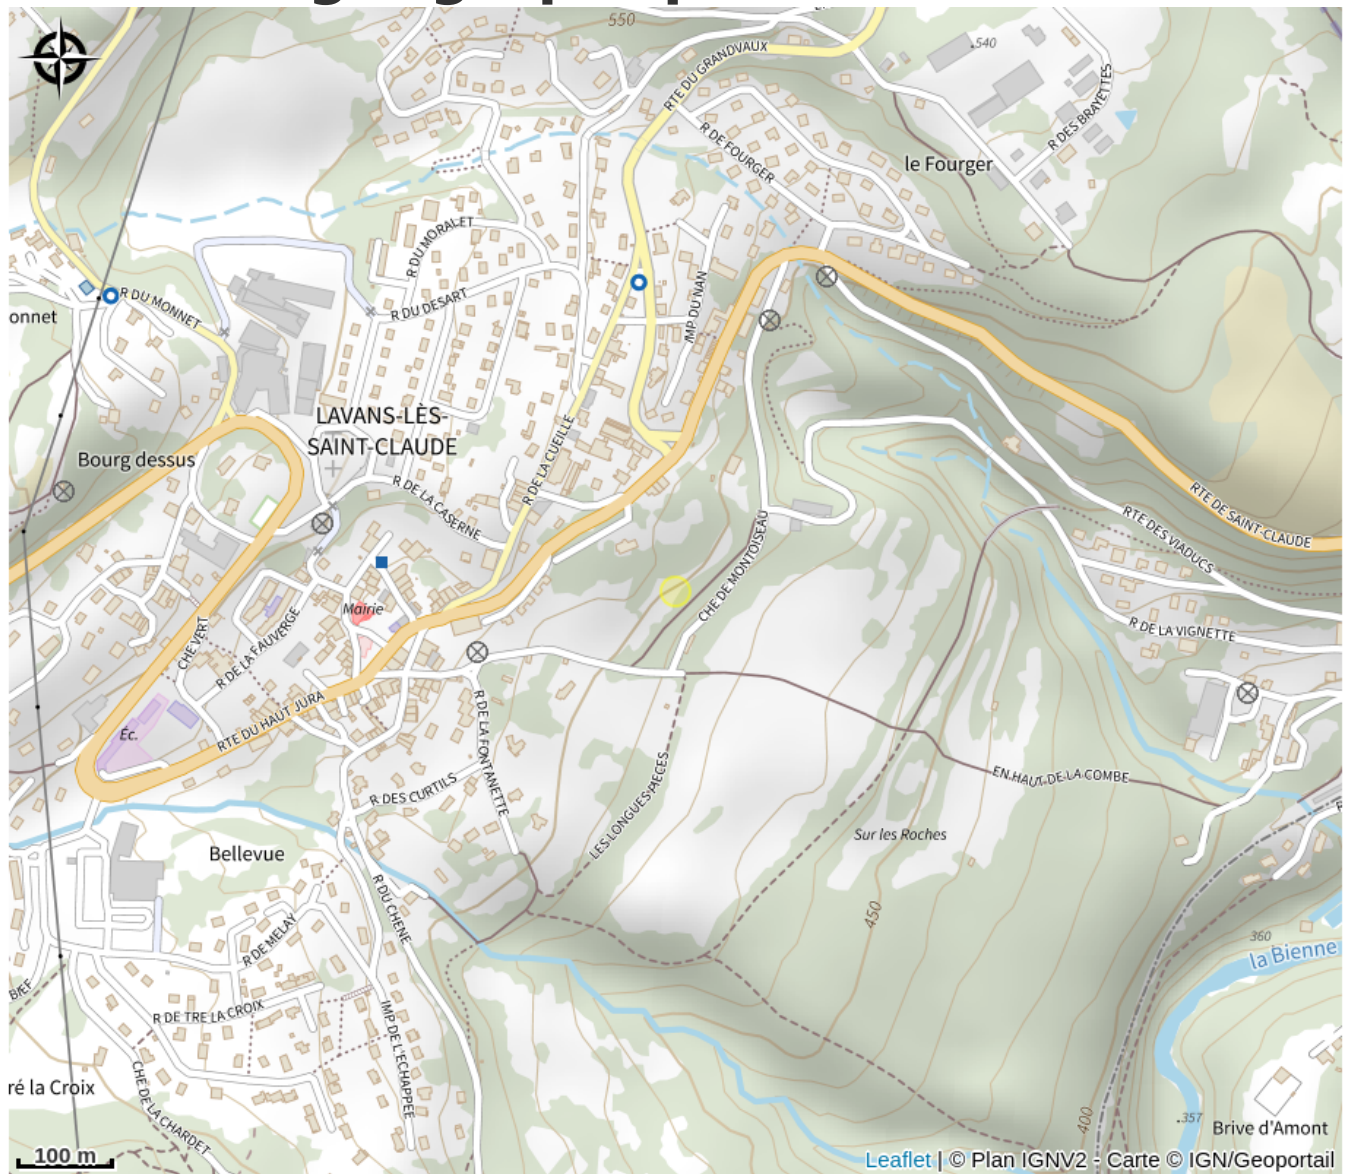 550
RTE DU GRANDVAUX
.540
R DES BRAYETTES
R DE FOURGER
le Fourger
R DU MORALET
R DU DESART
IMP DU NAN
R DU MONNET
onnet
LAVANS-LÈS-
SAINT-CLAUDE
Bourg dessus
R DE LA CUEILLE
R DE LA CASERNE
RTE DE SAINT-CLAUDE
RTE DES VIADUCS
CHE DE MONTOISEAU
Mairie
CHE VERT
R DE LA FAUVERGE
R DE LA VIGNETTE
RTE DU HAUT JURA
Éc.
R DE LA FONTANETTE
R DES CURTILS
LES LONGUES PIECES
EN HAUT DE LA COMBE
Sur les Roches
Bellevue
R DU CHENE
450
R DE MELAY
360
la Bienne
BIEF
R DE TRE LA CROIX
IMP DE L'ECHAPPEE
ré la Croix
CHE DE LA CHARDET
400
.357
Brive d'Amont
100 m
Leaflet | © Plan IGNV2 - Carte © IGN/Geoportail